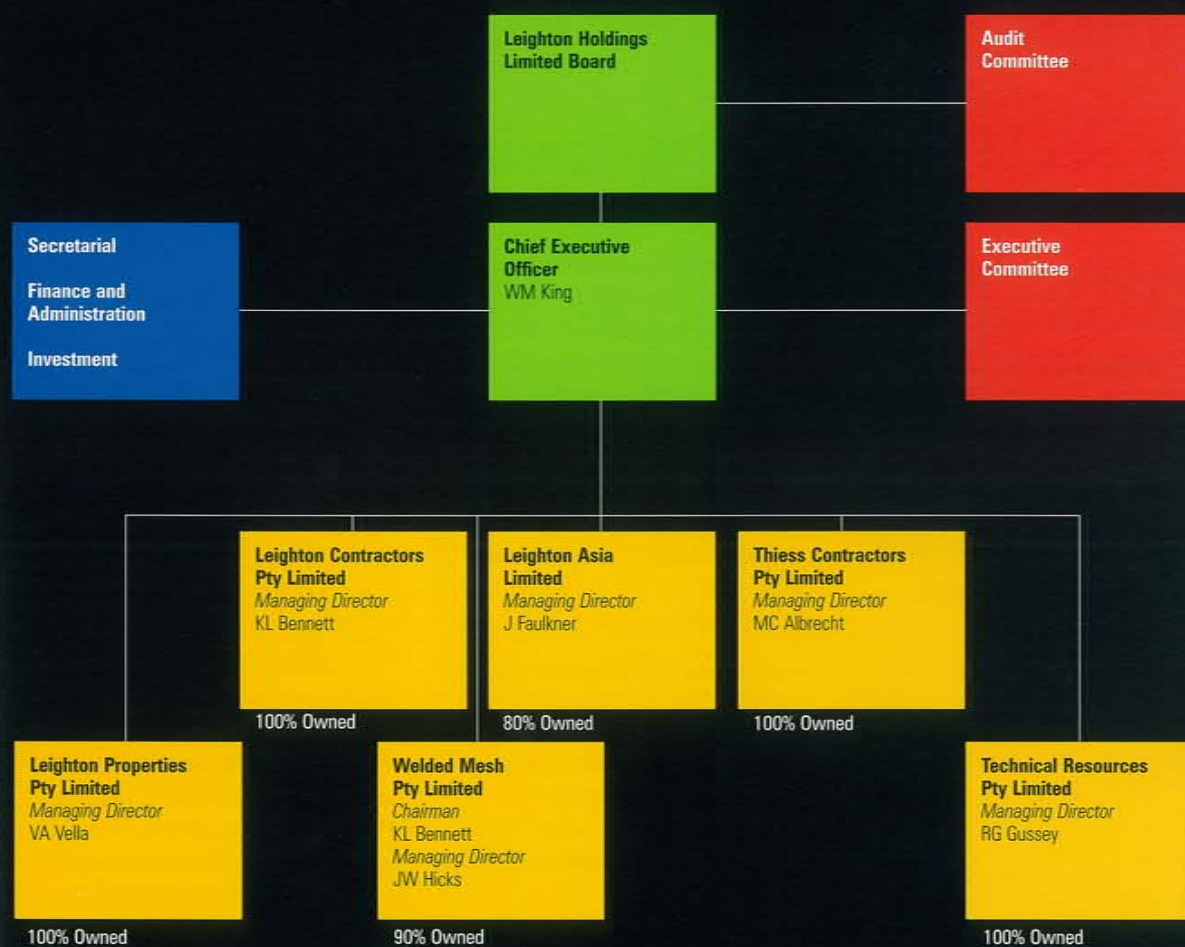 Leighton Holdings
Limited Board
Audit
Committee
Secretarial
Finance and
Administration
Investment
Chief Executive
Officer
WM King
Executive
Committee
Leighton Contractors
Pty Limited
Managing Director
KL Bennett
100% Owned
Leighton Asia
Limited
Managing Director
J Faulkner
80% Owned
Thiess Contractors
Pty Limited
Managing Director
MC Albrecht
100% Owned
Leighton Properties
Pty Limited
Managing Director
VA Vella
100% Owned
Welded Mesh
Pty Limited
Chairman
KL Bennett
Managing Director
JW Hicks
90% Owned
Technical Resources
Pty Limited
Managing Director
RG Gussey
100% Owned